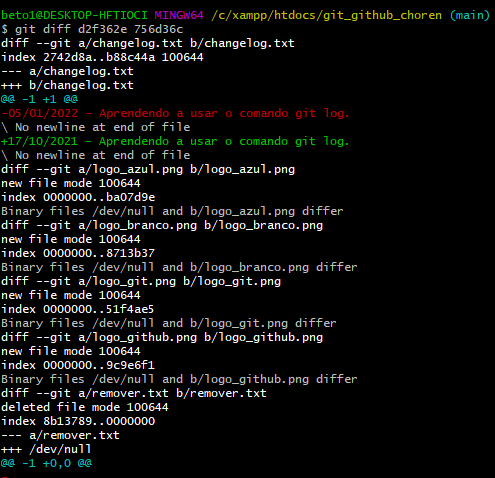 beto1@DESKTOP-HFTIOCI MINGW64 /c/xampp/htdocs/git_github_choren (main)
$ git diff d2f362e 756d36c
diff --git a/changelog.txt b/changelog.txt
index 2742d8a..b88c44a 100644
--- a/changelog.txt
+++ b/changelog.txt
@@ -1 +1 @@
-05/01/2022 - Aprendendo a usar o comando git log.
\ No newline at end of file
+17/10/2021 - Aprendendo a usar o comando git log.
\ No newline at end of file
diff --git a/logo_azul.png b/logo_azul.png
new file mode 100644
index 0000000..ba07d9e
Binary files /dev/null and b/logo_azul.png differ
diff --git a/logo_branco.png b/logo_branco.png
new file mode 100644
index 0000000..8713b37
Binary files /dev/null and b/logo_branco.png differ
diff --git a/logo_git.png b/logo_git.png
new file mode 100644
index 0000000..51f4ae5
Binary files /dev/null and b/logo_git.png differ
diff --git a/logo_github.png b/logo_github.png
new file mode 100644
index 0000000..9c9e6f1
Binary files /dev/null and b/logo_github.png differ
diff --git a/remover.txt b/remover.txt
deleted file mode 100644
index 8b13789..0000000
--- a/remover.txt
+++ /dev/null
@@ -1 +0,0 @@
-